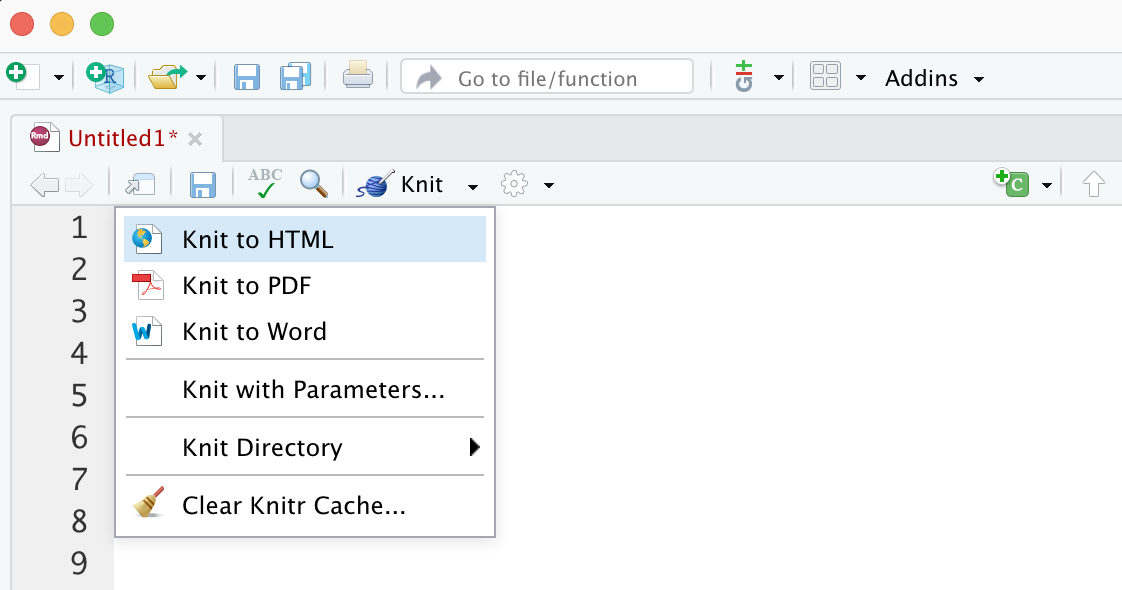 Go to file/function
Addins
Rmd
Untitled1*
ABC
Knit
C
1
2
3
4
5
6
7
8
9
Knit to HTML
Knit to PDF
Knit to Word
Knit with Parameters...
Knit Directory
Clear Knitr Cache...